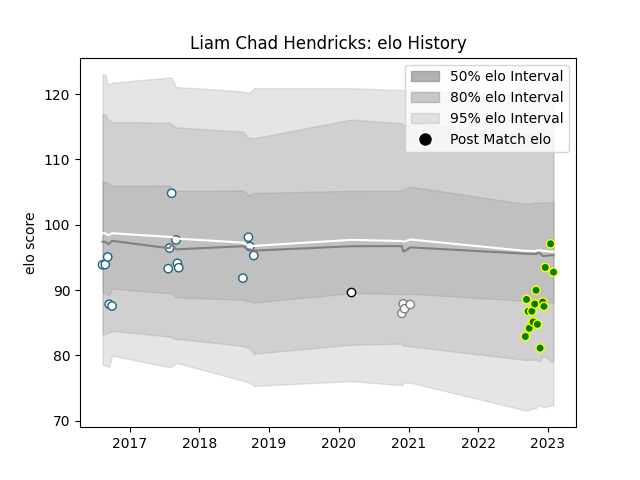 Liam Chad Hendricks: elo History
50% elo Interval
80% elo Interval
95% elo Interval
Post Match elo
elo score
120
110
100
90
80
70
2017 2018 2019 2020 2021 2022 2023